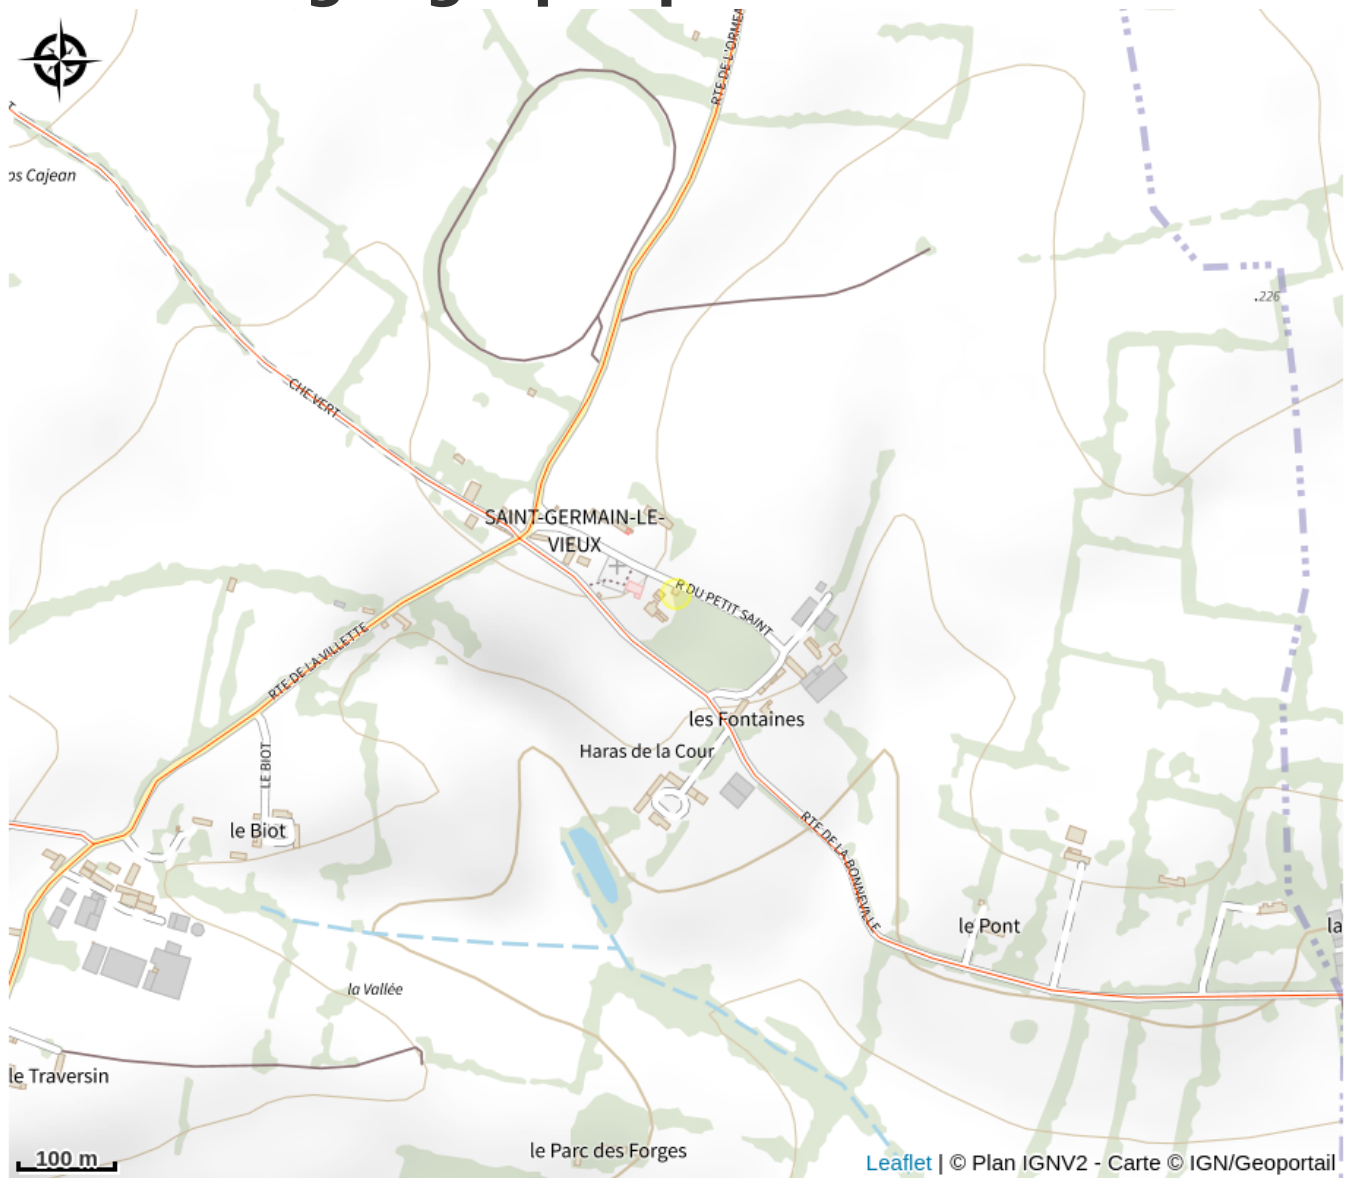 RTE DE L'ORMEA
os Cajean
.226
CHE VERT
SAINT-GERMAIN-LE-
VIEUX
R DU PETIT SAINT
RTE DE LA VILLETTE
les Fontaines
Haras de la Cour
LE BIOT
le Biot
RTE DE LA BONNEVILLE
le Pont
la
la Vallée
le Traversin
le Parc des Forges
100 m
Leaflet | © Plan IGNV2 - Carte © IGN/Geoportail